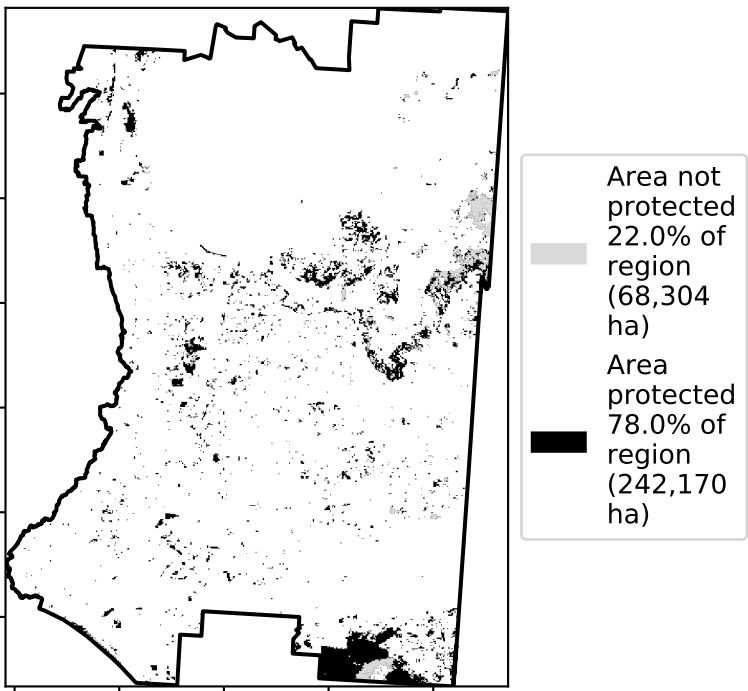 Area not
protected
22.0% of
region
(68,304
ha)
Area
protected
78.0% of
region
(242,170
ha)